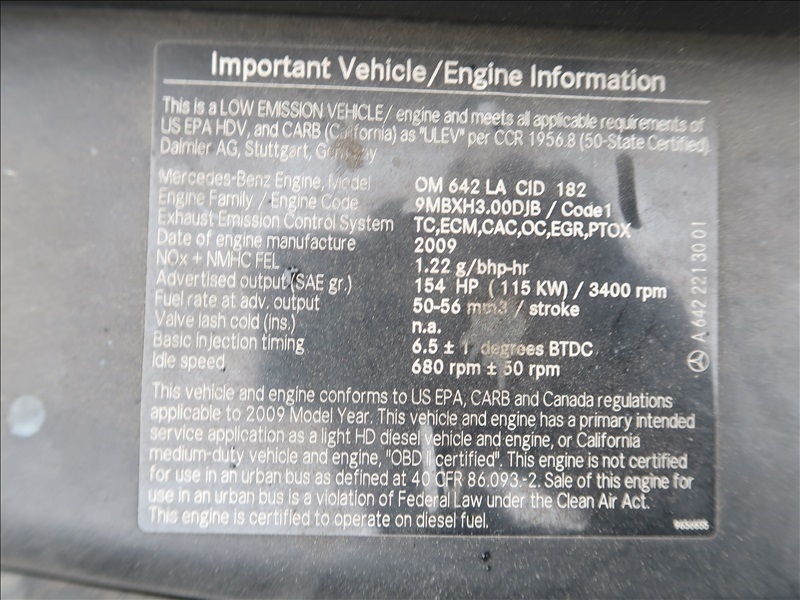 Important Vehicle/Engine Information
This is a LOW EMISSION VEHICLE/ engine and meets all applicable requirements of
US EPA HDV, and CARB (California) as "ULEV" per CCR 1956.8 (50-State Certified)
Daimler AG, Stuttgart, Germany
Mercedes-Benz Engine, Model OM 642 LA CID 182
Engine Family / Engine Code 9MBXH3.00DJB / Code1
Exhaust Emission Control System TC,ECM,CAC,OC,EGR,PTOX
Date of engine manufacture 2009
NOx + NMHC FEL 1.22 g/bhp-hr
Advertised output (SAE gr.) 154 HP ( 115 KW) / 3400 rpm
Fuel rate at adv. output 50-56 mm3 / stroke
Valve lash cold (ins.) n.a.
Basic injection timing 6.5 ± 1 degrees BTDC
Idle speed 680 rpm ± 50 rpm
This vehicle and engine conforms to US EPA, CARB and Canada regulations
applicable to 2009 Model Year. This vehicle and engine has a primary intended
service application as a light HD diesel vehicle and engine, or California
medium-duty vehicle and engine, "OBD II certified". This engine is not certified
for use in an urban bus as defined at 40 CFR 86.093.-2. Sale of this engine for
use in an urban bus is a violation of Federal Law under the Clean Air Act.
This engine is certified to operate on diesel fuel.
A 642 221 30 01